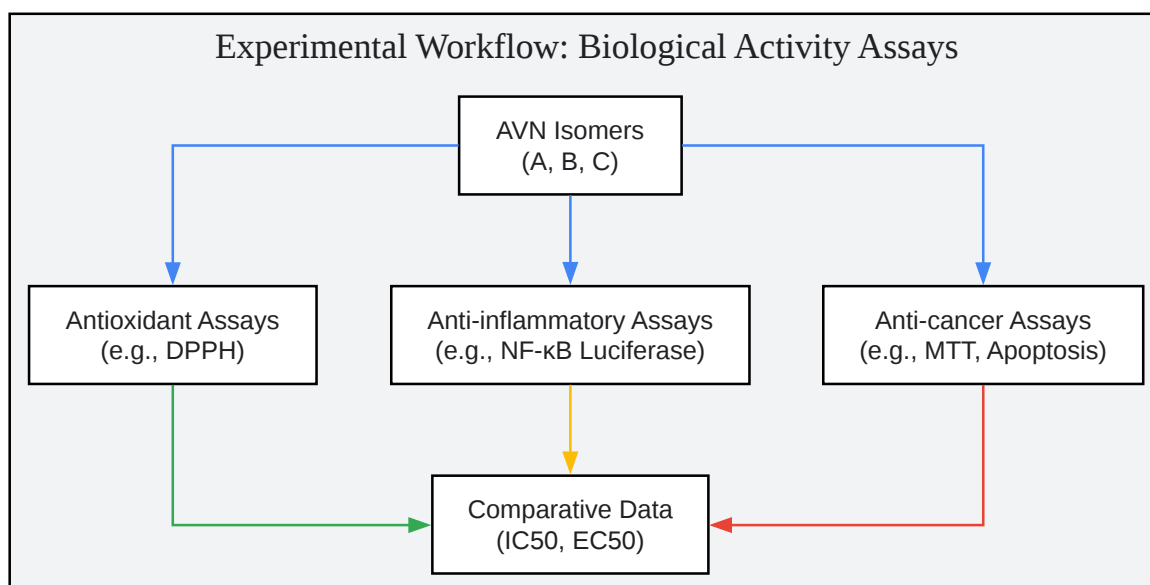 Experimental Workflow: Biological Activity Assays
AVN Isomers
(A, B, C)
Antioxidant Assays
(e.g., DPPH)
Anti-inflammatory Assays
(e.g., NF-κB Luciferase)
Anti-cancer Assays
(e.g., MTT, Apoptosis)
Comparative Data
(IC50, EC50)